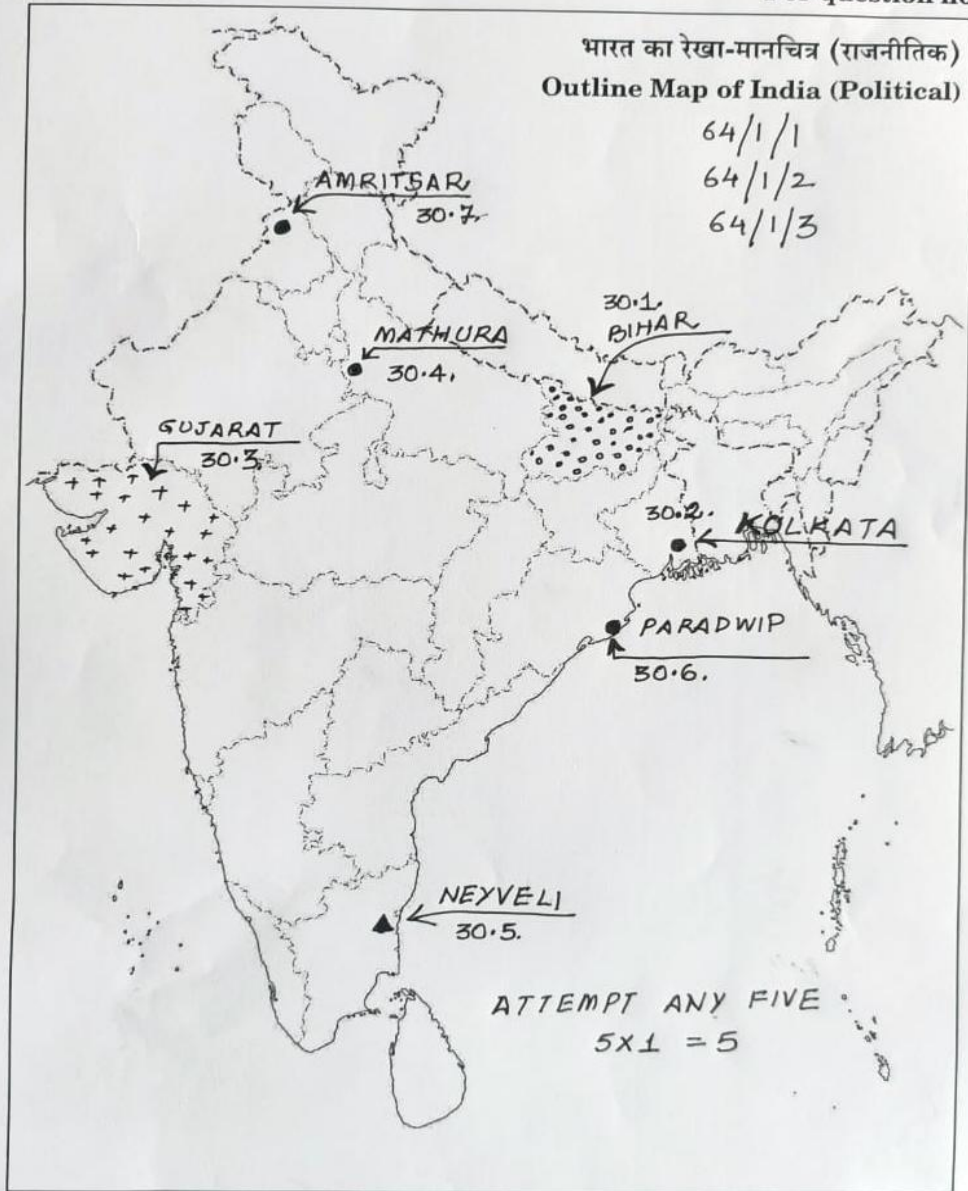 भारत का रेखा-मानचित्र (राजनीतिक)
Outline Map of India (Political)
64/1/1
64/1/2
64/1/3
AMRITSAR
30.7.
30.1.
BIHAR
MATHURA
30.4.
GUJARAT
30.3.
30.2.
KOLKATA
PARADWIP
30.6.
NEYVELI
30.5.
ATTEMPT ANY FIVE
5x1 = 5